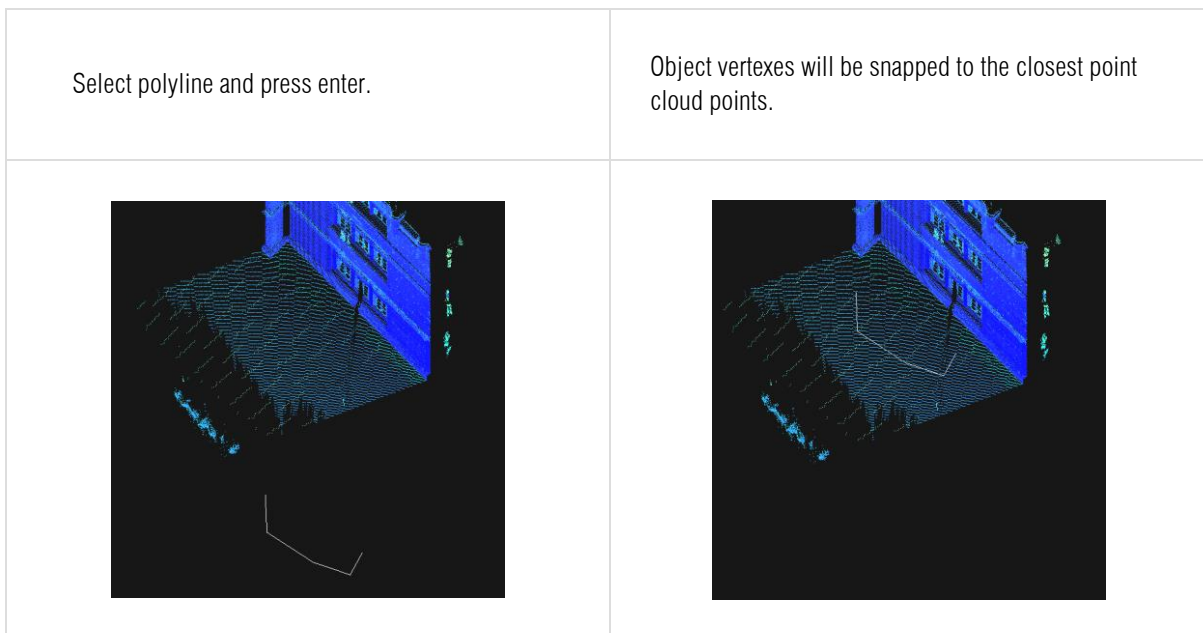 Select polyline and press enter.
Object vertexes will be snapped to the closest point
cloud points.